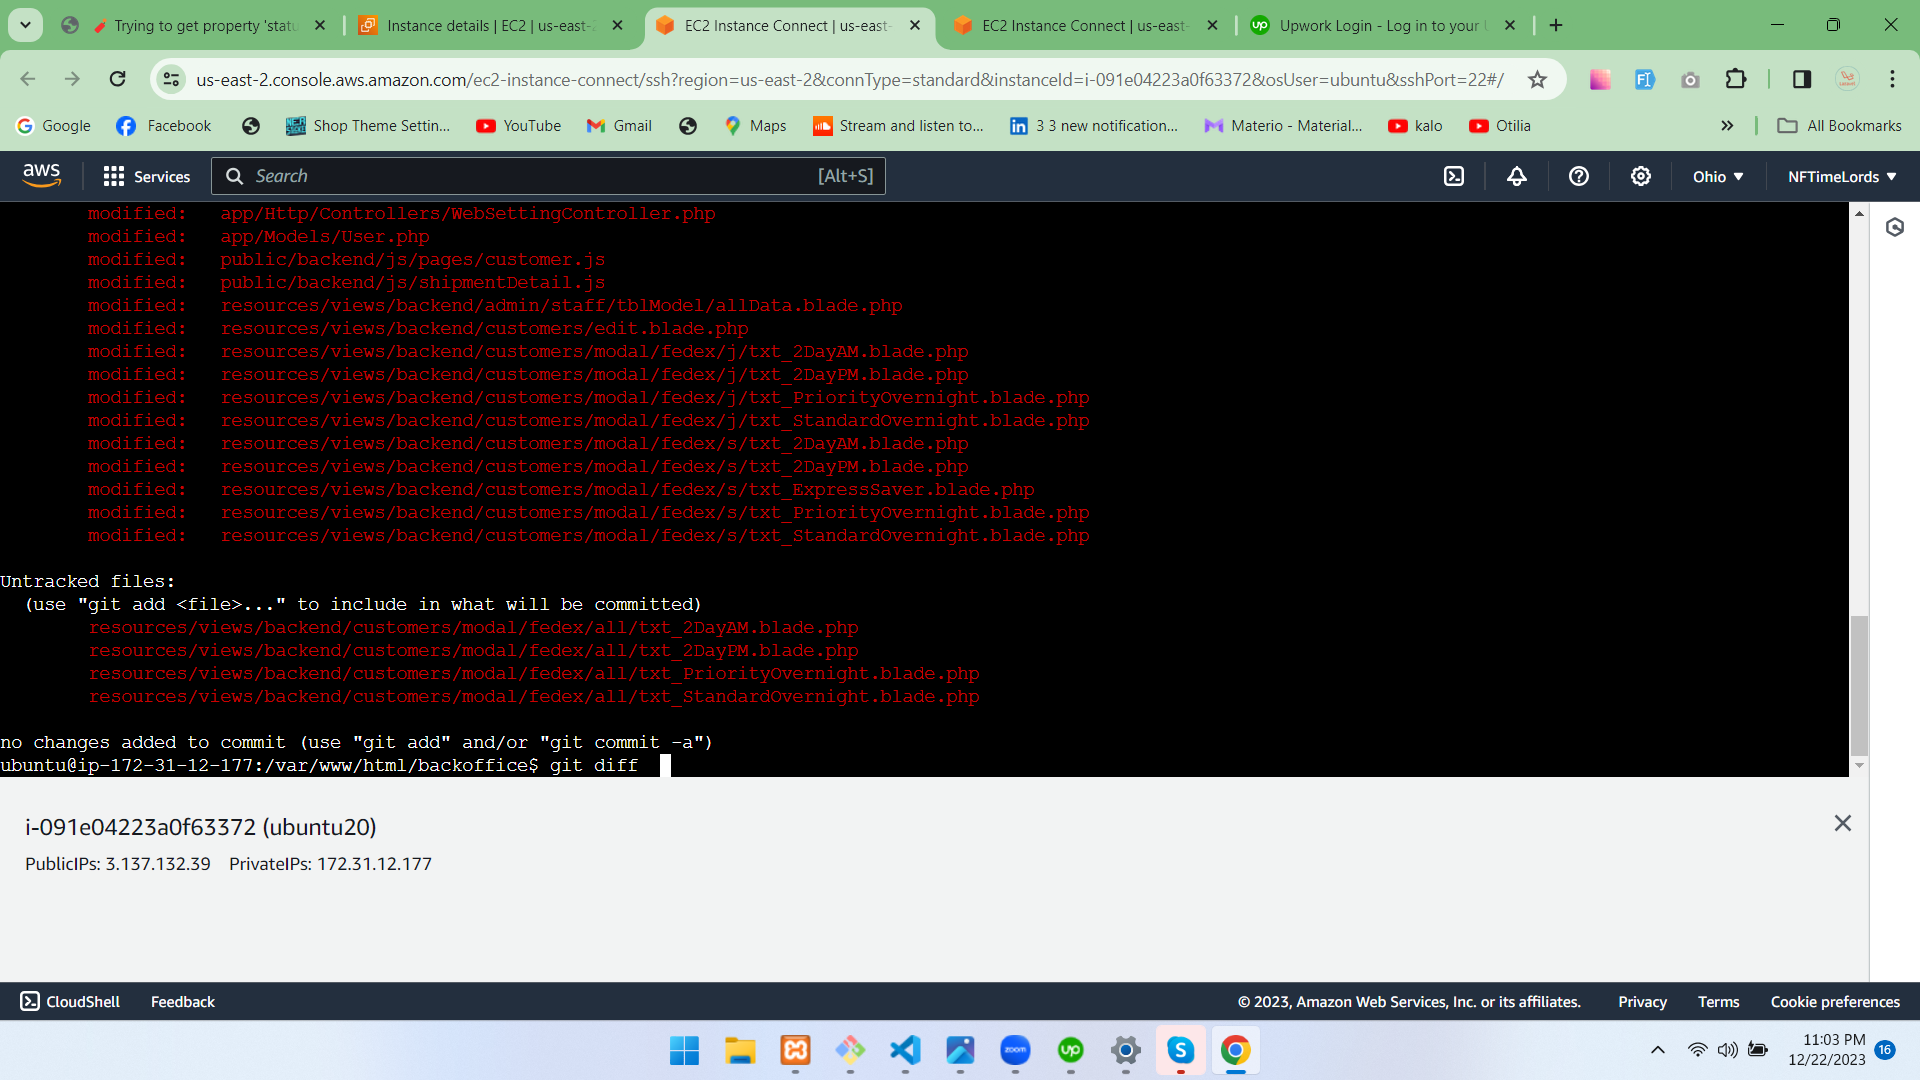 Trying to get property 'statu
Instance details | EC2 | us-east-2
EC2 Instance Connect | us-east-
EC2 Instance Connect | us-east-
Upwork Login - Log in to your
us-east-2.console.aws.amazon.com/ec2-instance-connect/ssh?region=us-east-2&connType=standard&instanceId=i-091e04223a0f63372&osUser=ubuntu&sshPort=22#/
Google
Facebook
Shop Theme Settin...
YouTube
Gmail
Maps
Stream and listen to...
3 3 new notification...
Materio - Material...
kalo
Otilia
All Bookmarks
aws
Services
Search
[Alt+S]
Ohio
NFTimeLords
modified:   app/Http/Controllers/WebSettingController.php
modified:   app/Models/User.php
modified:   public/backend/js/pages/customer.js
modified:   public/backend/js/shipmentDetail.js
modified:   resources/views/backend/admin/staff/tblModel/allData.blade.php
modified:   resources/views/backend/customers/edit.blade.php
modified:   resources/views/backend/customers/modal/fedex/j/txt_2DayAM.blade.php
modified:   resources/views/backend/customers/modal/fedex/j/txt_2DayPM.blade.php
modified:   resources/views/backend/customers/modal/fedex/j/txt_PriorityOvernight.blade.php
modified:   resources/views/backend/customers/modal/fedex/j/txt_StandardOvernight.blade.php
modified:   resources/views/backend/customers/modal/fedex/s/txt_2DayAM.blade.php
modified:   resources/views/backend/customers/modal/fedex/s/txt_2DayPM.blade.php
modified:   resources/views/backend/customers/modal/fedex/s/txt_ExpressSaver.blade.php
modified:   resources/views/backend/customers/modal/fedex/s/txt_PriorityOvernight.blade.php
modified:   resources/views/backend/customers/modal/fedex/s/txt_StandardOvernight.blade.php
Untracked files:
(use "git add <file>..." to include in what will be committed)
resources/views/backend/customers/modal/fedex/all/txt_2DayAM.blade.php
resources/views/backend/customers/modal/fedex/all/txt_2DayPM.blade.php
resources/views/backend/customers/modal/fedex/all/txt_PriorityOvernight.blade.php
resources/views/backend/customers/modal/fedex/all/txt_StandardOvernight.blade.php
no changes added to commit (use "git add" and/or "git commit -a")
ubuntu@ip-172-31-12-177:/var/www/html/backoffice$ git diff
i-091e04223a0f63372 (ubuntu20)
PublicIPs: 3.137.132.39   PrivateIPs: 172.31.12.177
CloudShell
Feedback
© 2023, Amazon Web Services, Inc. or its affiliates.
Privacy
Terms
Cookie preferences
zoom
up
11:03 PM
12/22/2023
16